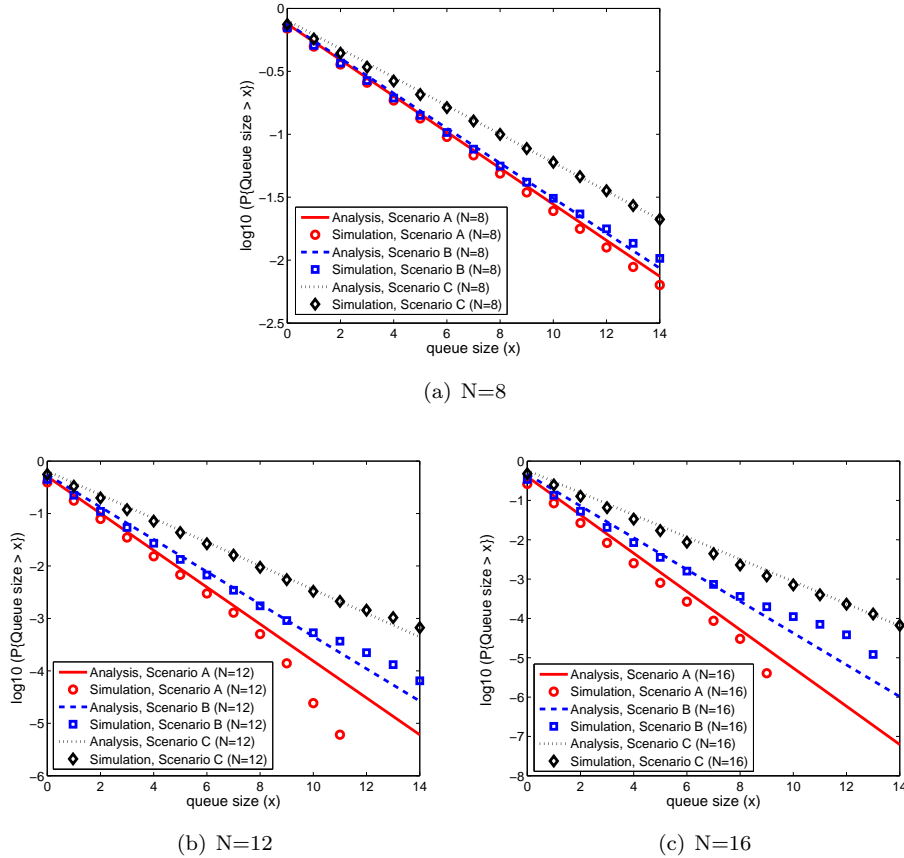 0
−0.5
−1
−1.5
−2
−2.5
log10 (P{Queue size > x})
Analysis, Scenario A (N=8)
Simulation, Scenario A (N=8)
Analysis, Scenario B (N=8)
Simulation, Scenario B (N=8)
Analysis, Scenario C (N=8)
Simulation, Scenario C (N=8)
0 2 4 6 8 10 12 14
queue size (x)
(a) N=8
0
−1
−2
−3
−4
−5
−6
log10 (P{Queue size > x})
Analysis, Scenario A (N=12)
Simulation, Scenario A (N=12)
Analysis, Scenario B (N=12)
Simulation, Scenario B (N=12)
Analysis, Scenario C (N=12)
Simulation, Scenario C (N=12)
0 2 4 6 8 10 12 14
queue size (x)
(b) N=12
0
−1
−2
−3
−4
−5
−6
−7
−8
log10 (P{Queue size > x})
Analysis, Scenario A (N=16)
Simulation, Scenario A (N=16)
Analysis, Scenario B (N=16)
Simulation, Scenario B (N=16)
Analysis, Scenario C (N=16)
Simulation, Scenario C (N=16)
0 2 4 6 8 10 12 14
queue size (x)
(c) N=16